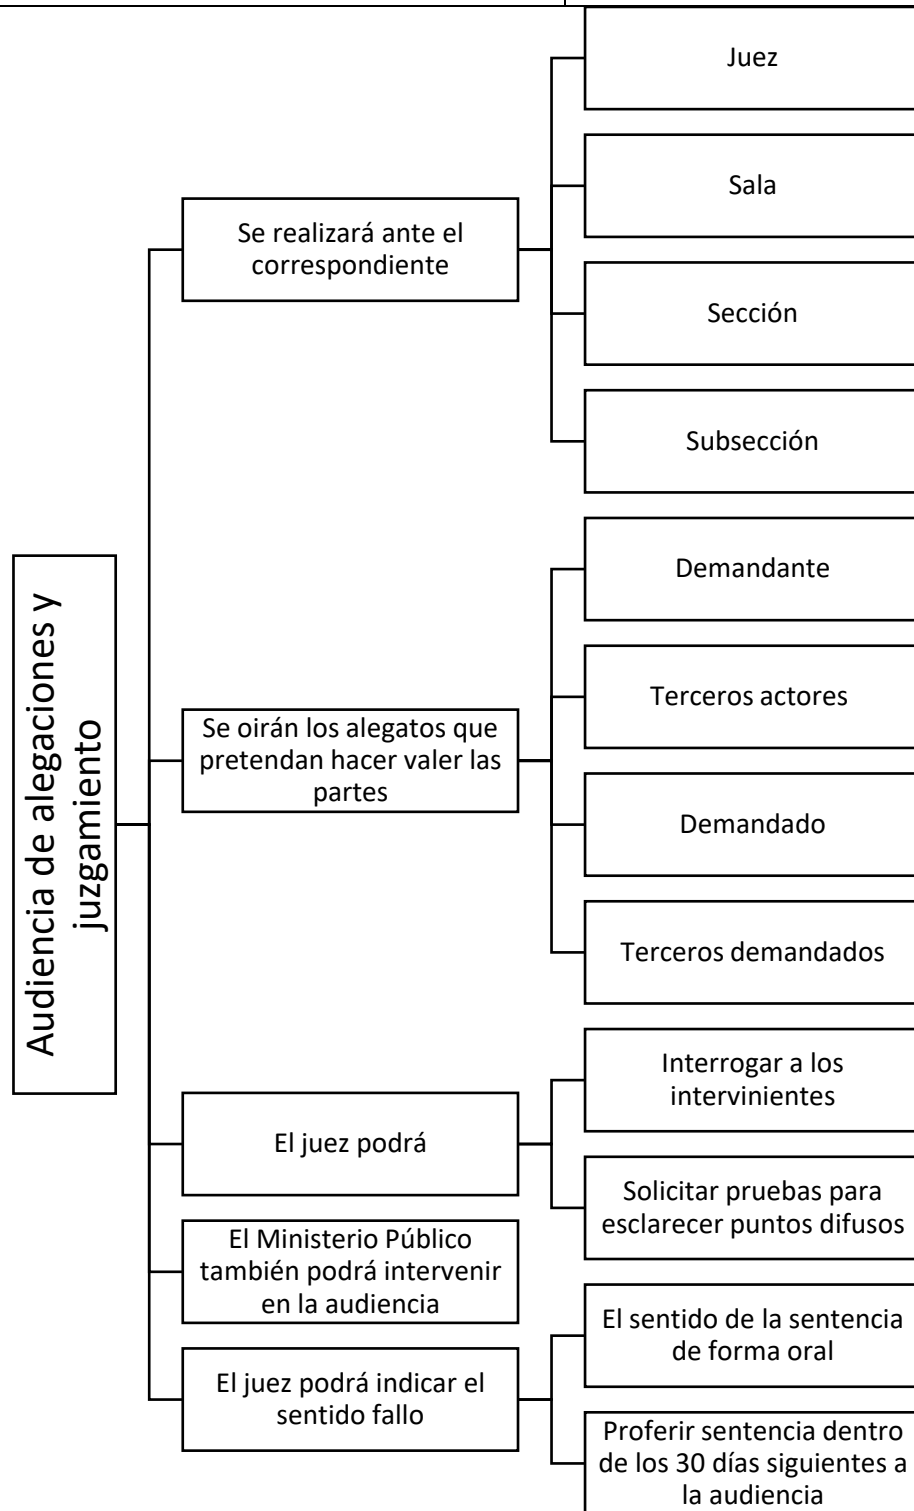 Audiencia de alegaciones y
juzgamiento
Se realizará ante el
correspondiente
Juez
Sala
Sección
Subsección
Se oirán los alegatos que
pretendan hacer valer las
partes
Demandante
Terceros actores
Demandado
Terceros demandados
El juez podrá
Interrogar a los
intervinientes
Solicitar pruebas para
esclarecer puntos difusos
El Ministerio Público
también podrá intervenir
en la audiencia
El juez podrá indicar el
sentido fallo
El sentido de la sentencia
de forma oral
Proferir sentencia dentro
de los 30 días siguientes a
la audiencia